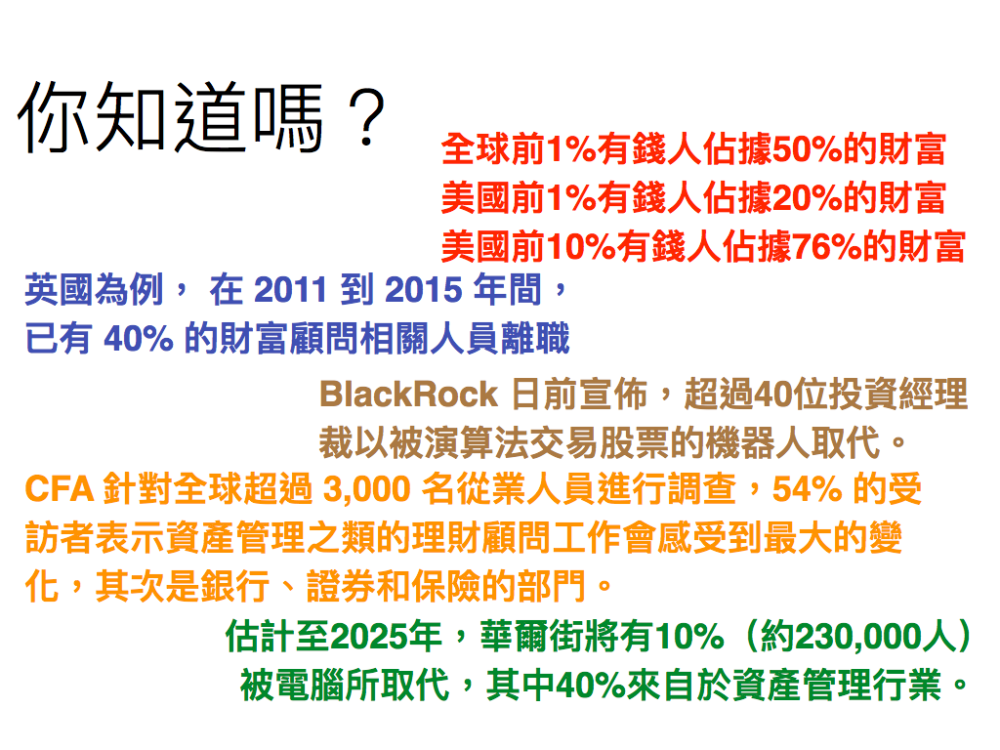 你知道嗎？
全球前1%有錢人佔據50%的財富
美國前1%有錢人佔據20%的財富
美國前10%有錢人佔據76%的財富
英國為例， 在 2011 到 2015 年間，
已有 40% 的財富顧問相關人員離職
BlackRock 日前宣佈，超過40位投資經理
裁以被演算法交易股票的機器人取代。
CFA 針對全球超過 3,000 名從業人員進行調查，54% 的受
訪者表示資產管理之類的理財顧問工作會感受到最大的變
化，其次是銀行、證券和保險的部門。
估計至2025年，華爾街將有10%（約230,000人）
被電腦所取代，其中40%來自於資產管理行業。